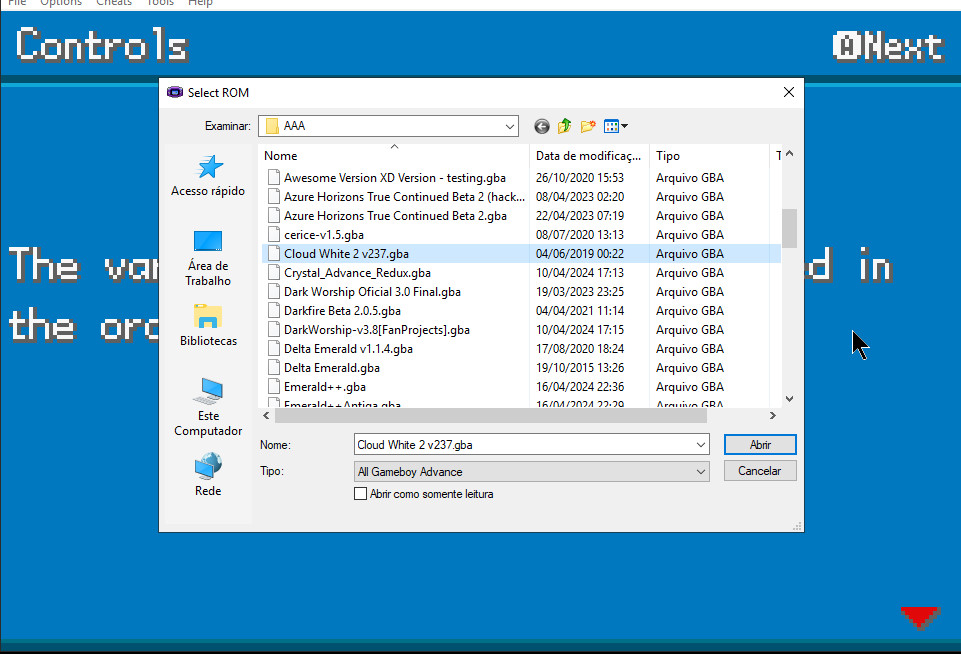 File Options Cheats Tools Help
Controls
A Next
Select ROM
Examinar: AAA
Acesso rápido
Área de
Trabalho
Bibliotecas
Este
Computador
Rede
Nome Data de modificaç... Tipo T
Awesome Version XD Version - testing.gba 26/10/2020 15:53 Arquivo GBA
Azure Horizons True Continued Beta 2 (hack... 08/04/2023 02:20 Arquivo GBA
Azure Horizons True Continued Beta 2.gba 22/04/2023 07:19 Arquivo GBA
cerice-v1.5.gba 08/07/2020 13:13 Arquivo GBA
Cloud White 2 v237.gba 04/06/2019 00:22 Arquivo GBA
Crystal_Advance_Redux.gba 10/04/2024 17:13 Arquivo GBA
Dark Worship Oficial 3.0 Final.gba 19/03/2023 23:25 Arquivo GBA
Darkfire Beta 2.0.5.gba 04/04/2021 11:14 Arquivo GBA
DarkWorship-v3.8[FanProjects].gba 10/04/2024 17:15 Arquivo GBA
Delta Emerald v1.1.4.gba 17/08/2020 18:24 Arquivo GBA
Delta Emerald.gba 19/10/2015 13:26 Arquivo GBA
Emerald++.gba 16/04/2024 22:36 Arquivo GBA
Emerald++Antiga.gba 16/04/2024 22:29 Arquivo GBA
Nome: Cloud White 2 v237.gba Abrir
Tipo: All Gameboy Advance Cancelar
Abrir como somente leitura
The var d in
the ord